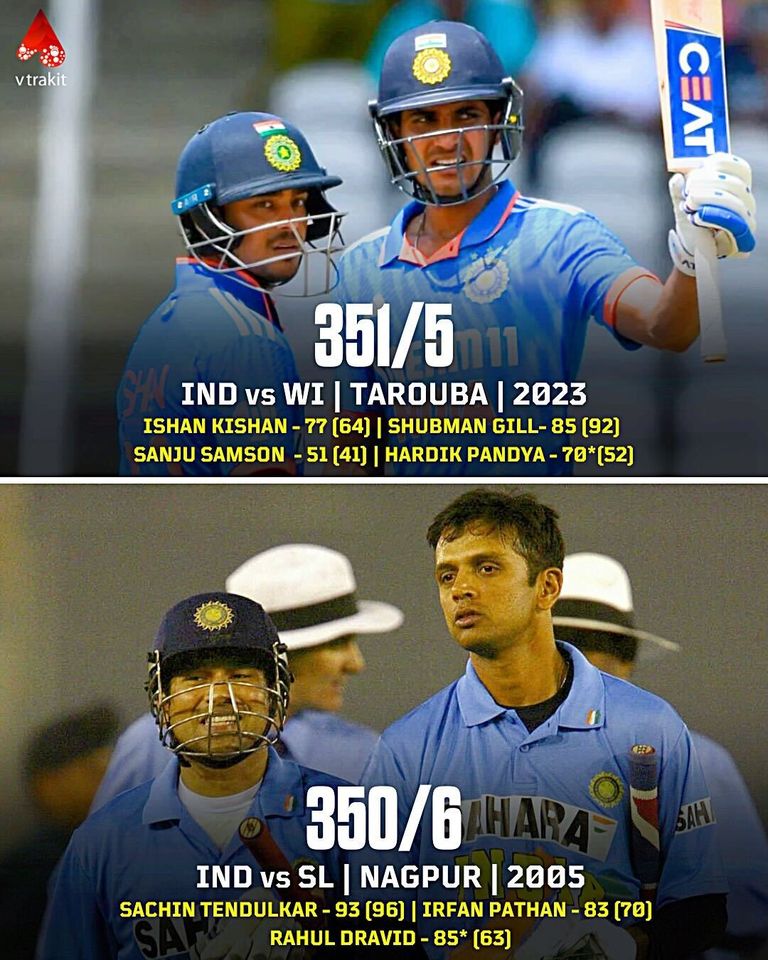 vtrakit
CEAT
351/5
IND vs WI | TAROUBA | 2023
ISHAN KISHAN - 77 (64) | SHUBMAN GILL- 85 (92)
SANJU SAMSON - 51 (41) | HARDIK PANDYA - 70*(52)
SAHARA
SAH
350/6
IND vs SL | NAGPUR | 2005
SACHIN TENDULKAR - 93 (96) | IRFAN PATHAN - 83 (70)
RAHUL DRAVID - 85* (63)